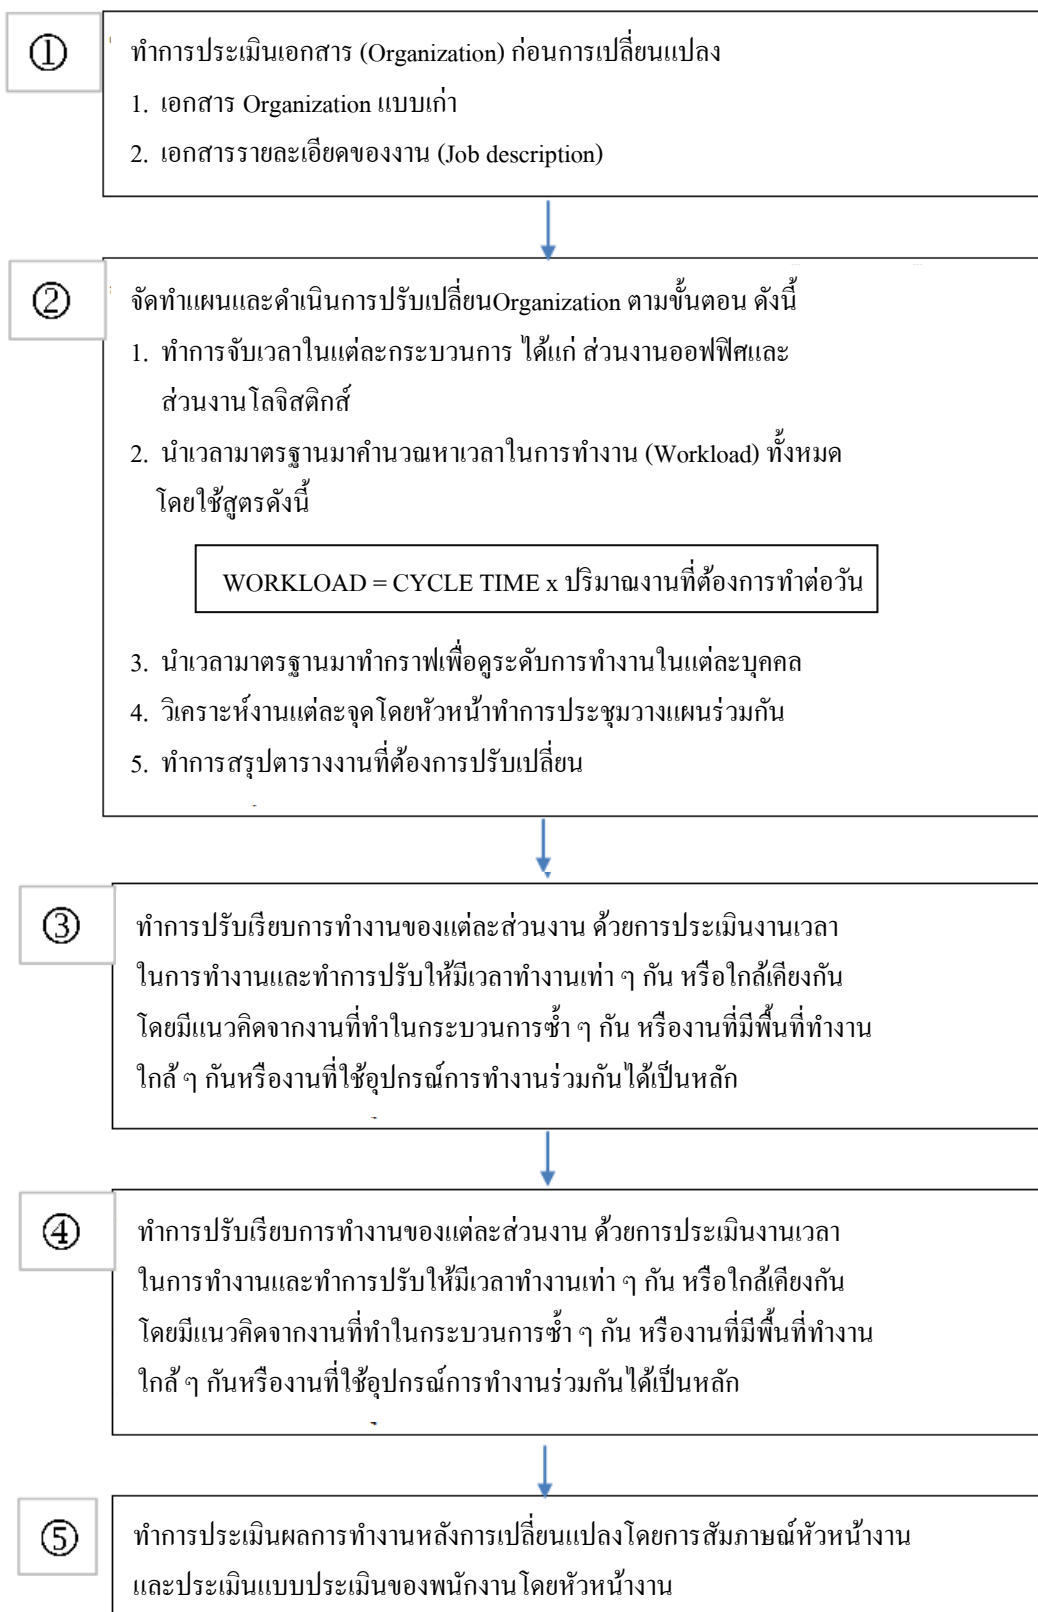 ①
ทำการประเมินเอกสาร (Organization) ก่อนการเปลี่ยนแปลง
1. เอกสาร Organization แบบเก่า
2. เอกสารรายละเอียดของงาน (Job description)
②
จัดทำแผนและดำเนินการปรับเปลี่ยนOrganization ตามขั้นตอน ดังนี้
1. ทำการจับเวลาในแต่ละกระบวนการ ได้แก่ ส่วนงานออฟฟิศและ
ส่วนงานโลจิสติกส์
2. นำเวลามาตรฐานมาคำนวณหาเวลาในการทำงาน (Workload) ทั้งหมด
โดยใช้สูตรดังนี้
WORKLOAD = CYCLE TIME x ปริมาณงานที่ต้องการทำต่อวัน
3. นำเวลามาตรฐานมาทำกราฟเพื่อดูระดับการทำงานในแต่ละบุคคล
4. วิเคราะห์งานแต่ละจุดโดยหัวหน้าทำการประชุมวางแผนร่วมกัน
5. ทำการสรุปตารางงานที่ต้องการปรับเปลี่ยน
③
ทำการปรับเรียบการทำงานของแต่ละส่วนงาน ด้วยการประเมินงานเวลา
ในการทำงานและทำการปรับให้มีเวลาทำงานเท่า ๆ กัน หรือใกล้เคียงกัน
โดยมีแนวคิดจากงานที่ทำในกระบวนการซ้ำ ๆ กัน หรืองานที่มีพื้นที่ทำงาน
ใกล้ ๆ กันหรืองานที่ใช้อุปกรณ์การทำงานร่วมกันได้เป็นหลัก
④
ทำการปรับเรียบการทำงานของแต่ละส่วนงาน ด้วยการประเมินงานเวลา
ในการทำงานและทำการปรับให้มีเวลาทำงานเท่า ๆ กัน หรือใกล้เคียงกัน
โดยมีแนวคิดจากงานที่ทำในกระบวนการซ้ำ ๆ กัน หรืองานที่มีพื้นที่ทำงาน
ใกล้ ๆ กันหรืองานที่ใช้อุปกรณ์การทำงานร่วมกันได้เป็นหลัก
⑤
ทำการประเมินผลการทำงานหลังการเปลี่ยนแปลงโดยการสัมภาษณ์หัวหน้างาน
และประเมินแบบประเมินของพนักงานโดยหัวหน้างาน